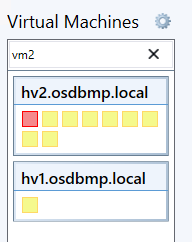 Virtual Machines
vm2
hv2.osdbmp.local
hv1.osdbmp.local